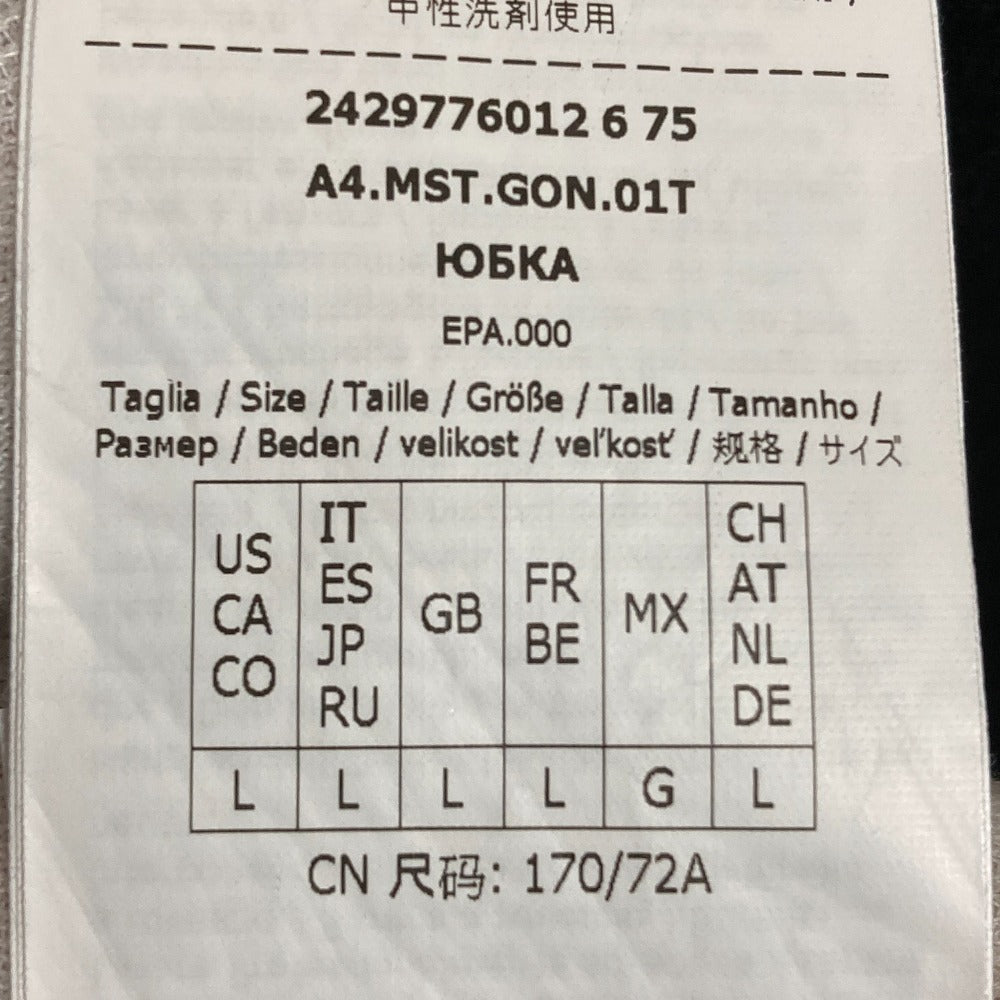 中性洗剤使用
2429776012 6 75
A4.MST.GON.01T
ЮБКА
EPA.000
Taglia / Size / Taille / Größe / Talla / Tamanho /
Размер / Beden / velikost / veľkosť / 规格 / サイズ
US CA CO
IT ES JP RU
GB
FR BE
MX
CH AT NL DE
L L L L G L
CN 尺码: 170/72A